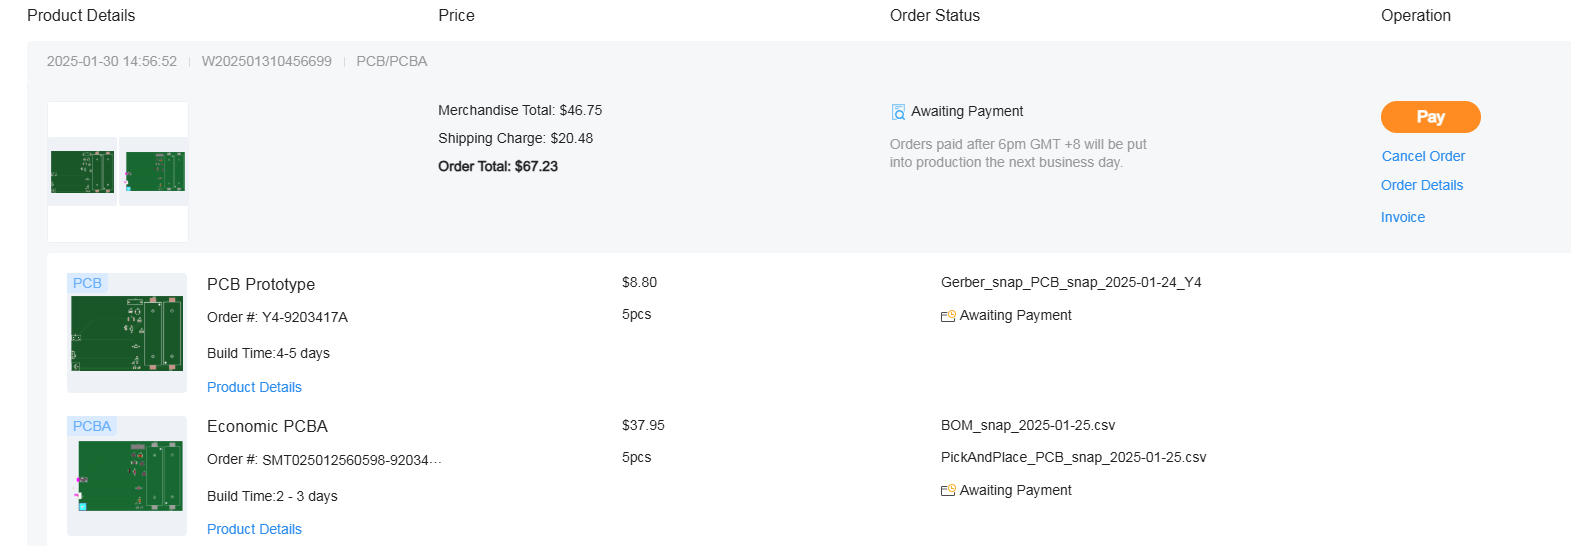 Product Details Price Order Status Operation
2025-01-30 14:56:52 W202501310456699 PCB/PCBA
Merchandise Total: $46.75
Shipping Charge: $20.48
Order Total: $67.23
Awaiting Payment
Orders paid after 6pm GMT +8 will be put
into production the next business day.
Pay
Cancel Order
Order Details
Invoice
PCB
PCB Prototype
Order #: Y4-9203417A
Build Time:4-5 days
Product Details
$8.80
5pcs
Gerber_snap_PCB_snap_2025-01-24_Y4
Awaiting Payment
PCBA
Economic PCBA
Order #: SMT025012560598-92034...
Build Time:2 - 3 days
Product Details
$37.95
5pcs
BOM_snap_2025-01-25.csv
PickAndPlace_PCB_snap_2025-01-25.csv
Awaiting Payment